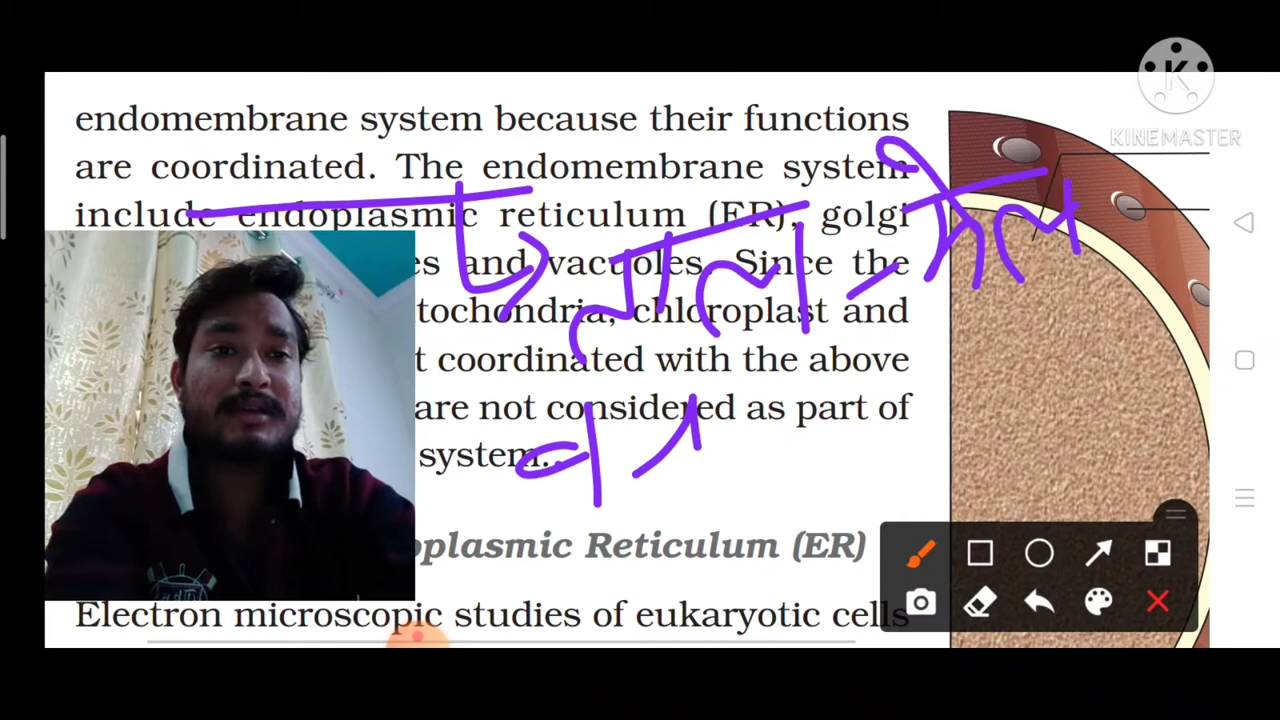 endomembrane system because their functions
are coordinated. The endomembrane system
include endoplasmic reticulum (ER), golgi
es and vacuoles. Since the
tochondria, chloroplast and
t coordinated with the above
are not considered as part of
system.
oplasmic Reticulum (ER)
Electron microscopic studies of eukaryotic cells
K
KINEMASTER